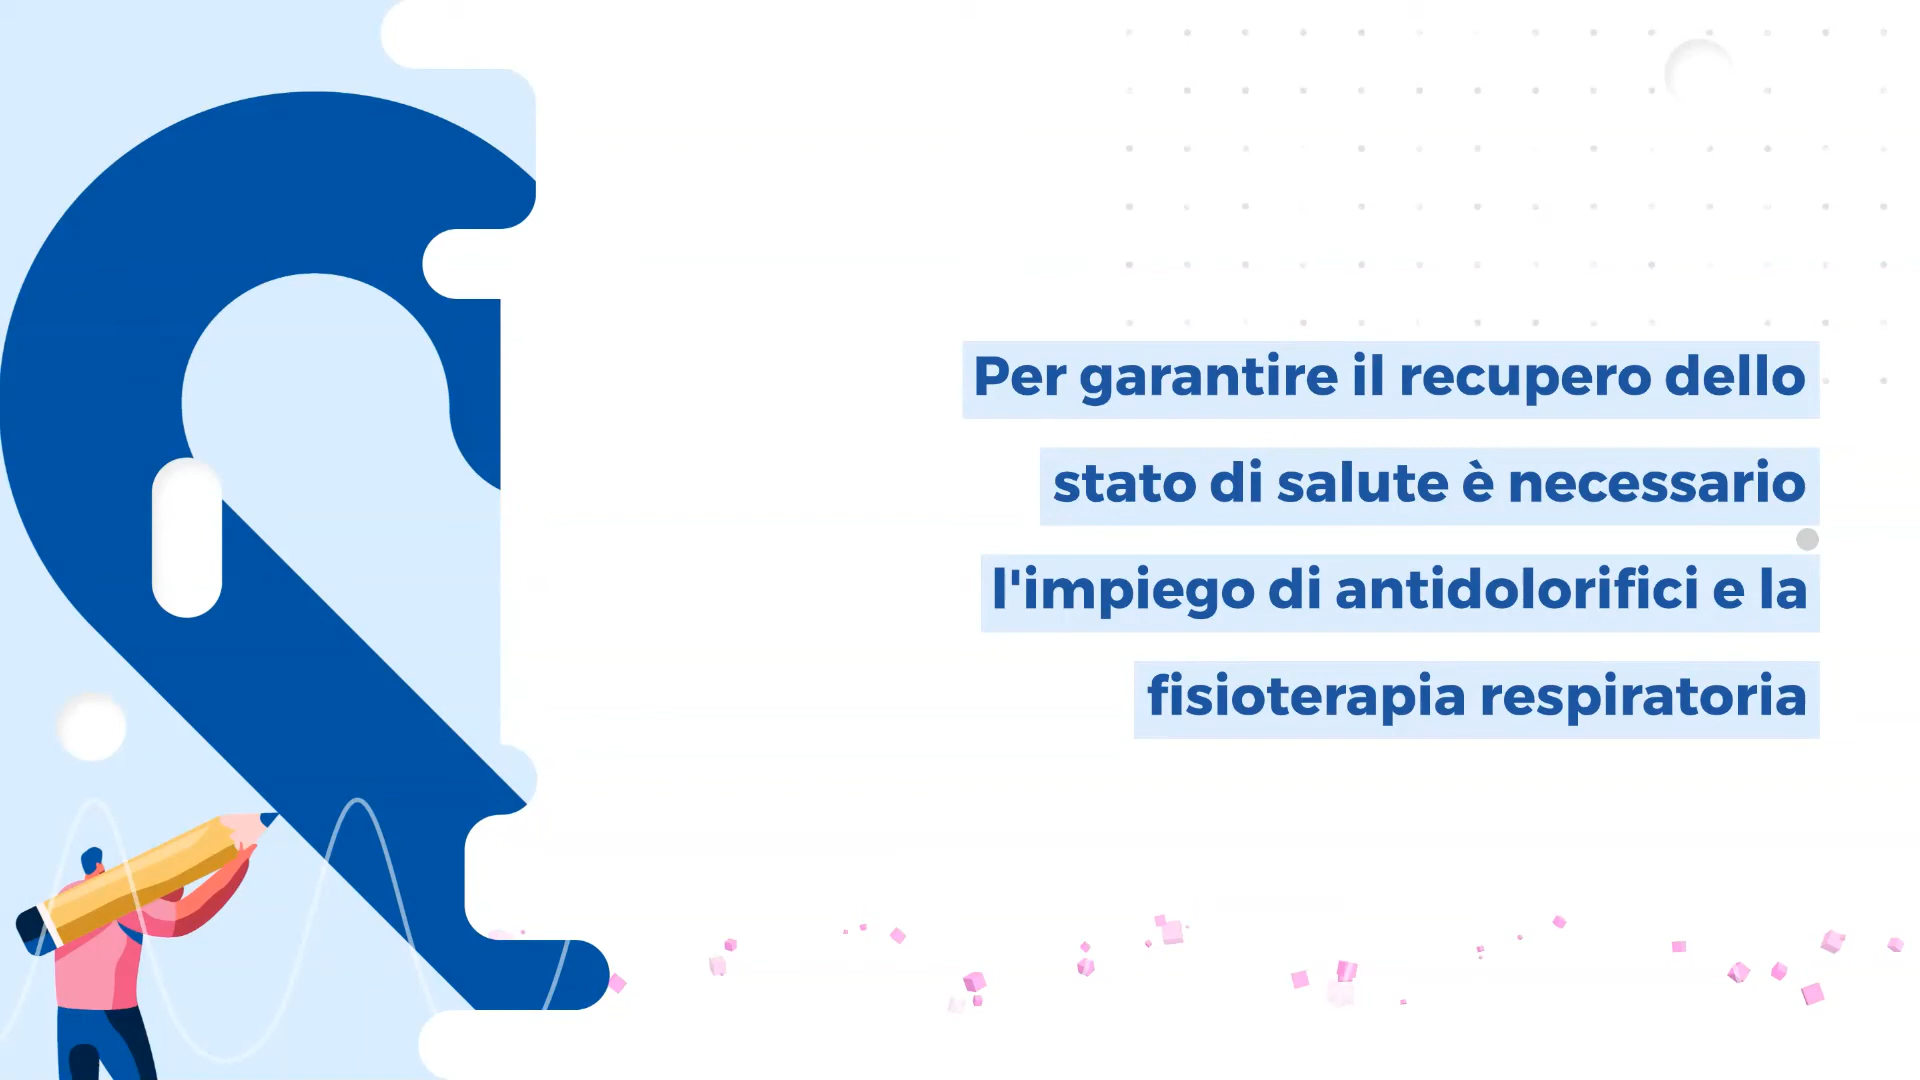 Per garantire il recupero dello
stato di salute è necessario
l'impiego di antidolorifici e la
fisioterapia respiratoria